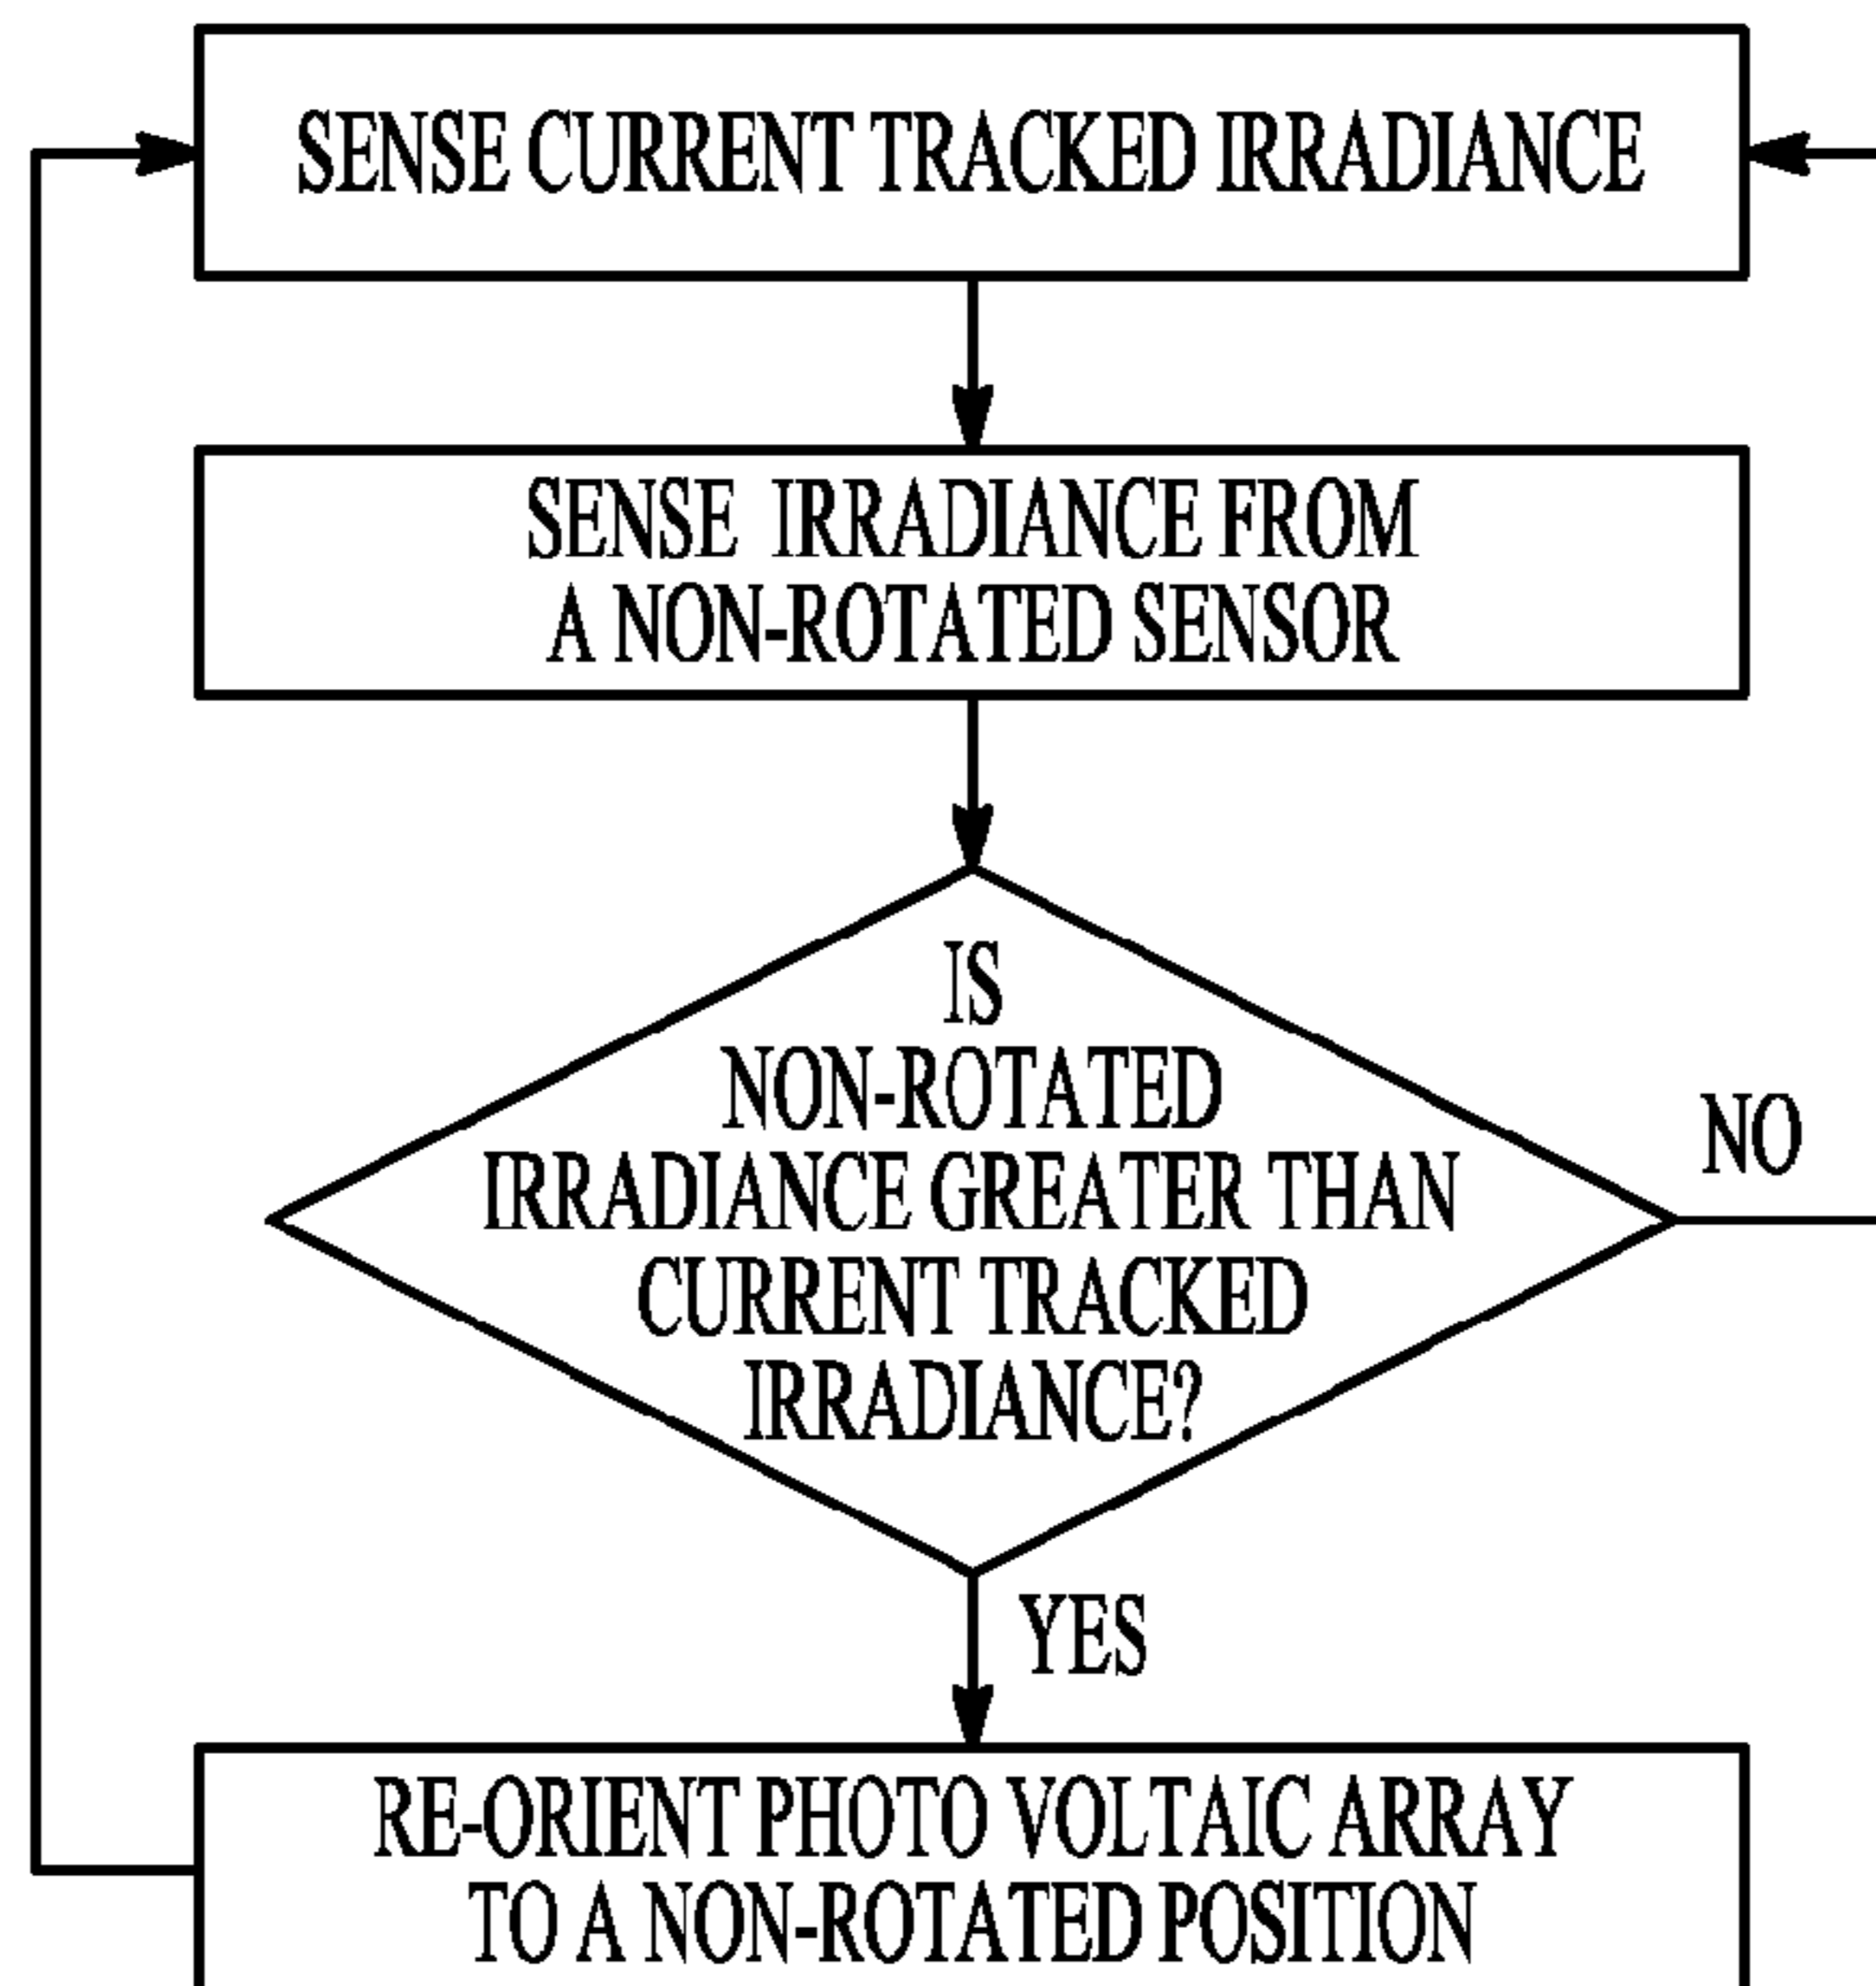 SENSE CURRENT TRACKED IRRADIANCE
SENSE IRRADIANCE FROM
A NON-ROTATED SENSOR
IS
NON-ROTATED
IRRADIANCE GREATER THAN
CURRENT TRACKED
IRRADIANCE?
NO
YES
RE-ORIENT PHOTO VOLTAIC ARRAY
TO A NON-ROTATED POSITION